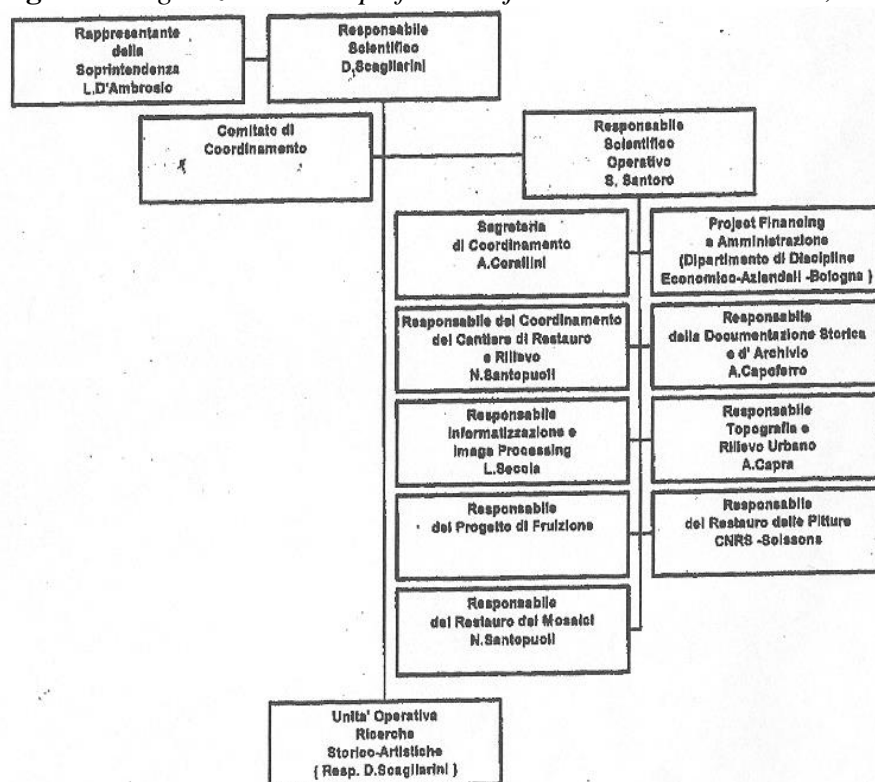 Rappresentante
della
Soprintendenza
L.D'Ambrosio
Responsabile
Scientifico
D.Scagliarini
Comitato di
Coordinamento
Responsabile
Scientifico
Operativo
S. Santoro
Segreteria
di Coordinamento
A.Corallini
Project Financing
e Amministrazione
(Dipartimento di Discipline
Economico-Aziendali -Bologna )
Responsabile del Coordinamento
del Cantiere di Restauro
e Rilievo
N.Santopuoli
Responsabile
della Documentazione Storica
e d' Archivio
A.Capoferro
Responsabile
Informatizzazione e
Image Processing
L.Seccia
Responsabile
Topografia e
Rilievo Urbano
A.Capra
Responsabile
del Progetto di Fruizione
Responsabile
del Restauro delle Pitture
CNRS -Soissons
Responsabile
del Restauro dei Mosaici
N.Santopuoli
Unita' Operativa
Ricerche
Storico-Artistiche
( Resp. D.Scagliarini )